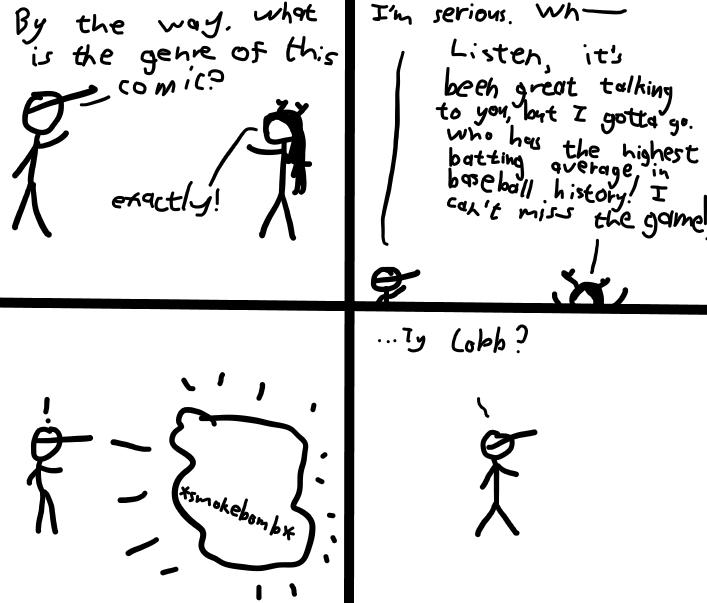 By the way. what
is the genre of this
comic?
exactly!
I'm serious. Wh—
Listen, it's
been great talking
to you, but I gotta go.
who has the highest
batting average in
baseball history! I
can't miss the game!
!
*smokebomb*
...Ty Cobb?